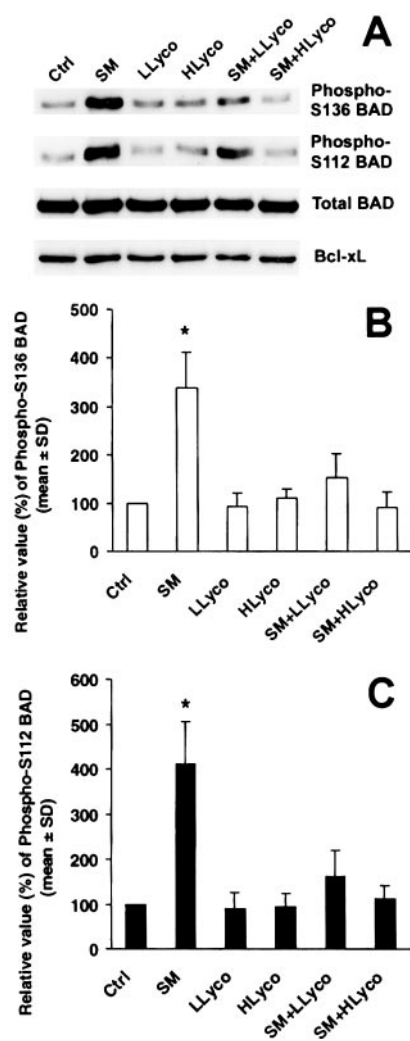 A
Ctrl
SM
LLyco
HLyco
SM+LLyco
SM+HLyco
Phospho-
S136 BAD
Phospho-
S112 BAD
Total BAD
Bcl-xL
B
Relative value (%) of Phospho-S136 BAD
(mean ± SD)
500
400
300
200
100
0
*
Ctrl
SM
LLyco
HLyco
SM+LLyco
SM+HLyco
C
Relative value (%) of Phospho-S112 BAD
(mean ± SD)
600
500
400
300
200
100
0
*
Ctrl
SM
LLyco
HLyco
SM+LLyco
SM+HLyco